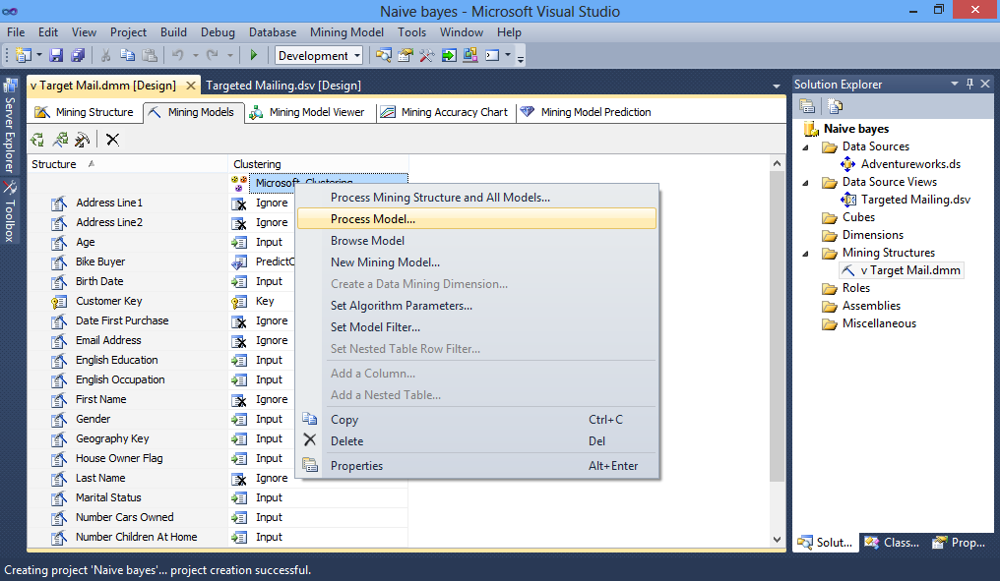 Naive bayes - Microsoft Visual Studio
File Edit View Project Build Debug Database Mining Model Tools Window Help
Development
v Target Mail.dmm [Design] Targeted Mailing.dsv [Design]
Mining Structure Mining Models Mining Model Viewer Mining Accuracy Chart Mining Model Prediction
Server Explorer
Toolbox
Structure Clustering
Microsoft_Clustering
Address Line1 Ignore
Address Line2 Ignore
Age Input
Bike Buyer PredictO
Birth Date Input
Customer Key Key
Date First Purchase Ignore
Email Address Ignore
English Education Input
English Occupation Input
First Name Ignore
Gender Input
Geography Key Input
House Owner Flag Input
Last Name Ignore
Marital Status Input
Number Cars Owned Input
Number Children At Home Input
Process Mining Structure and All Models...
Process Model...
Browse Model
New Mining Model...
Create a Data Mining Dimension...
Set Algorithm Parameters...
Set Model Filter...
Set Nested Table Row Filter...
Add a Column...
Add a Nested Table...
Copy Ctrl+C
Delete Del
Properties Alt+Enter
Solution Explorer
Naive bayes
Data Sources
Adventureworks.ds
Data Source Views
Targeted Mailing.dsv
Cubes
Dimensions
Mining Structures
v Target Mail.dmm
Roles
Assemblies
Miscellaneous
Solut... Class... Prop...
Creating project 'Naive bayes'... project creation successful.